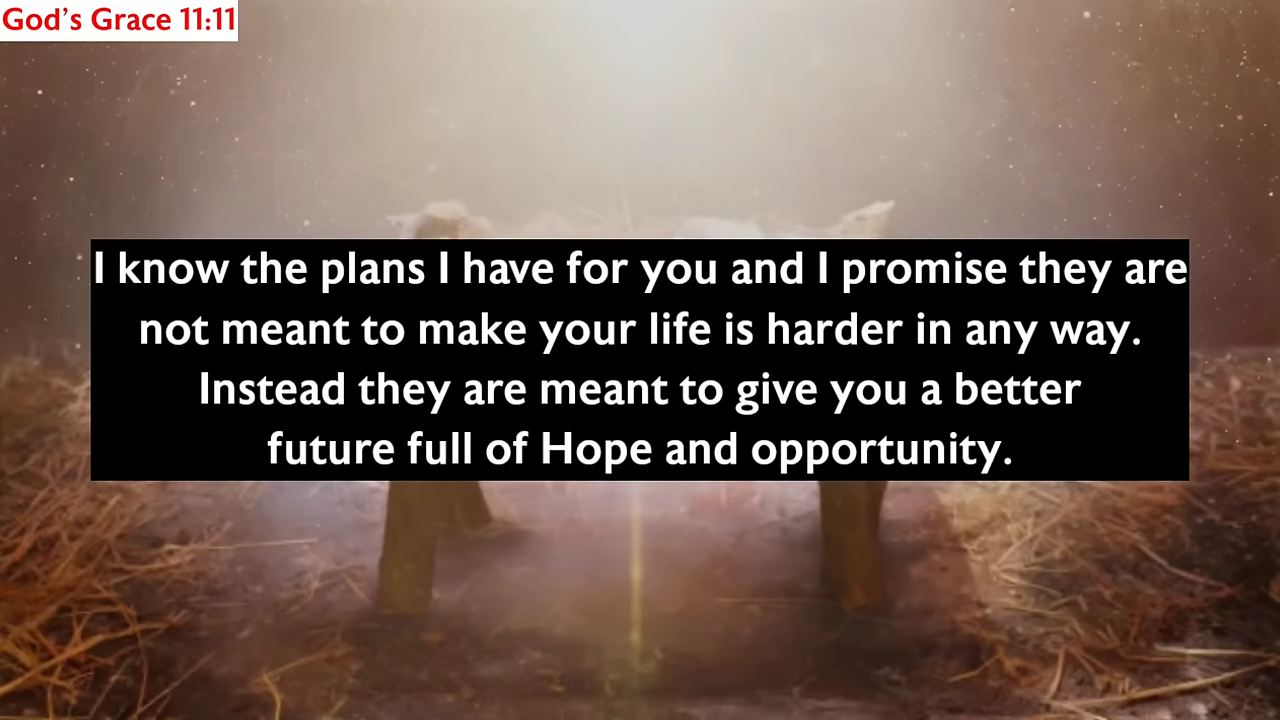 God's Grace 11:11
I know the plans I have for you and I promise they are
not meant to make your life is harder in any way.
Instead they are meant to give you a better
future full of Hope and opportunity.